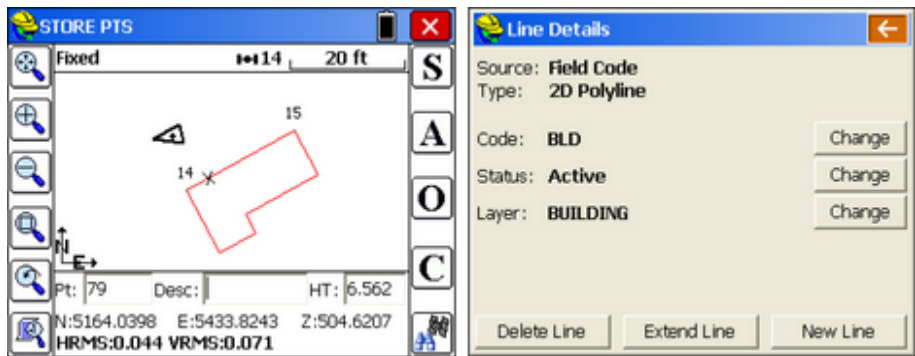 STORE PTS
Fixed 14 20 ft
S
15
A
14
O
N
E
C
Pt: 79 Desc: HT: 6.562
N:5164.0398 E:5433.8243 Z:504.6207
HRMS:0.044 VRMS:0.071
Line Details
Source: Field Code
Type: 2D Polyline
Code: BLD Change
Status: Active Change
Layer: BUILDING Change
Delete Line Extend Line New Line